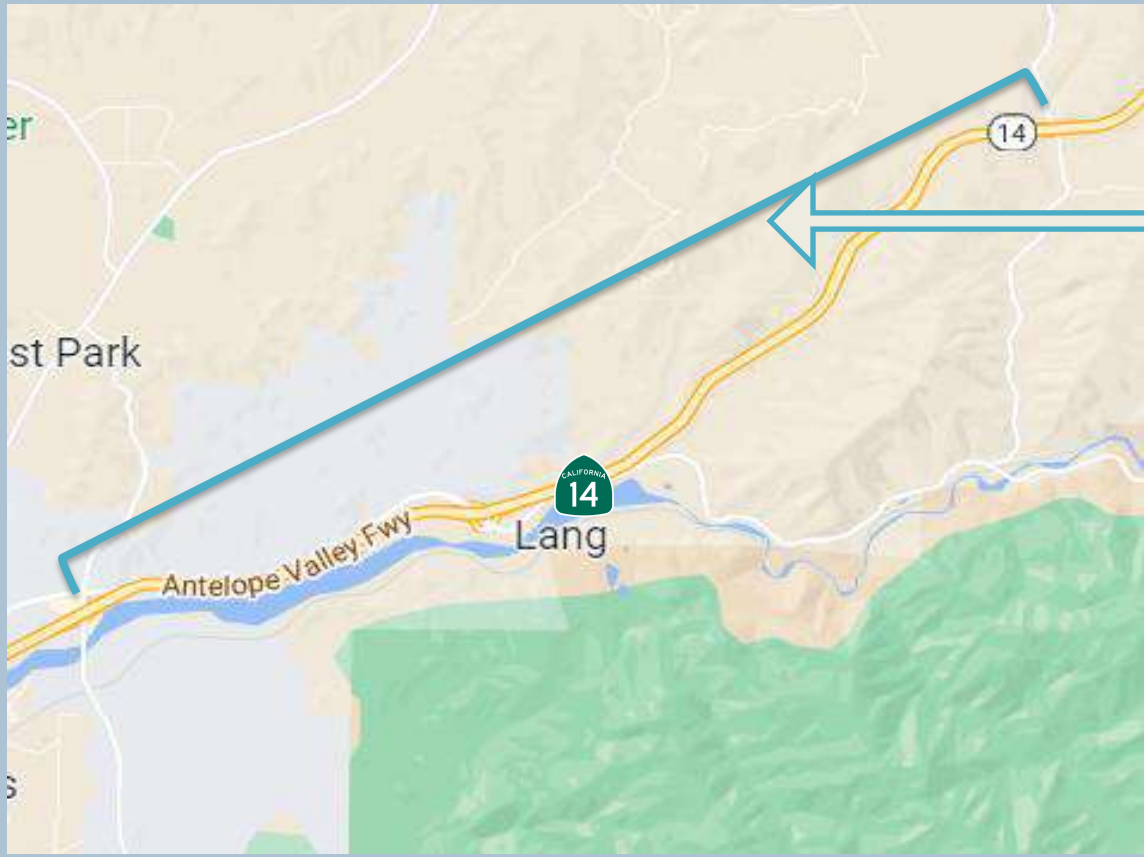 er
14
st Park
CALIFORNIA
14
Lang
Antelope Valley Fwy
s